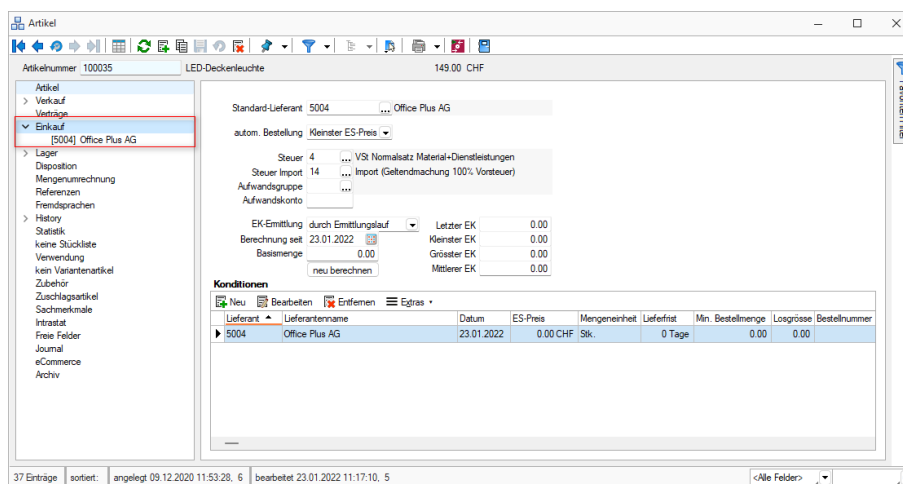 Artikel
Artikelnummer 100035 LED-Deckenleuchte 149.00 CHF
Artikel
Verkauf
Verträge
Einkauf
[5004] Office Plus AG
Lager
Disposition
Mengenumrechnung
Referenzen
Fremdsprachen
History
Statistik
keine Stückliste
Verwendung
kein Variantenartikel
Zubehör
Zuschlagsartikel
Sachmerkmale
Intrastat
Freie Felder
Journal
eCommerce
Archiv
Standard-Lieferant 5004 ... Office Plus AG
autom. Bestellung Kleinster ES-Preis
Steuer 4 ... VSt Normalsatz Material+Dienstleistungen
Steuer Import 14 ... Import (Geltendmachung 100% Vorsteuer)
Aufwandsgruppe ...
Aufwandskonto
EK-Ermittlung durch Ermittlungslauf Letzter EK 0.00
Berechnung seit 23.01.2022 Kleinster EK 0.00
Basismenge 0.00 Grösster EK 0.00
neu berechnen Mittlerer EK 0.00
Konditionen
Neu Bearbeiten Entfernen Extras
Lieferant Lieferantenname Datum ES-Preis Mengeneinheit Lieferfrist Min. Bestellmenge Losgrösse Bestellnummer
5004 Office Plus AG 23.01.2022 0.00 CHF Stk. 0 Tage 0.00 0.00
37 Einträge sortiert: angelegt 09.12.2020 11:53:28, 6 bearbeitet 23.01.2022 11:17:10, 5 <Alle Felder>